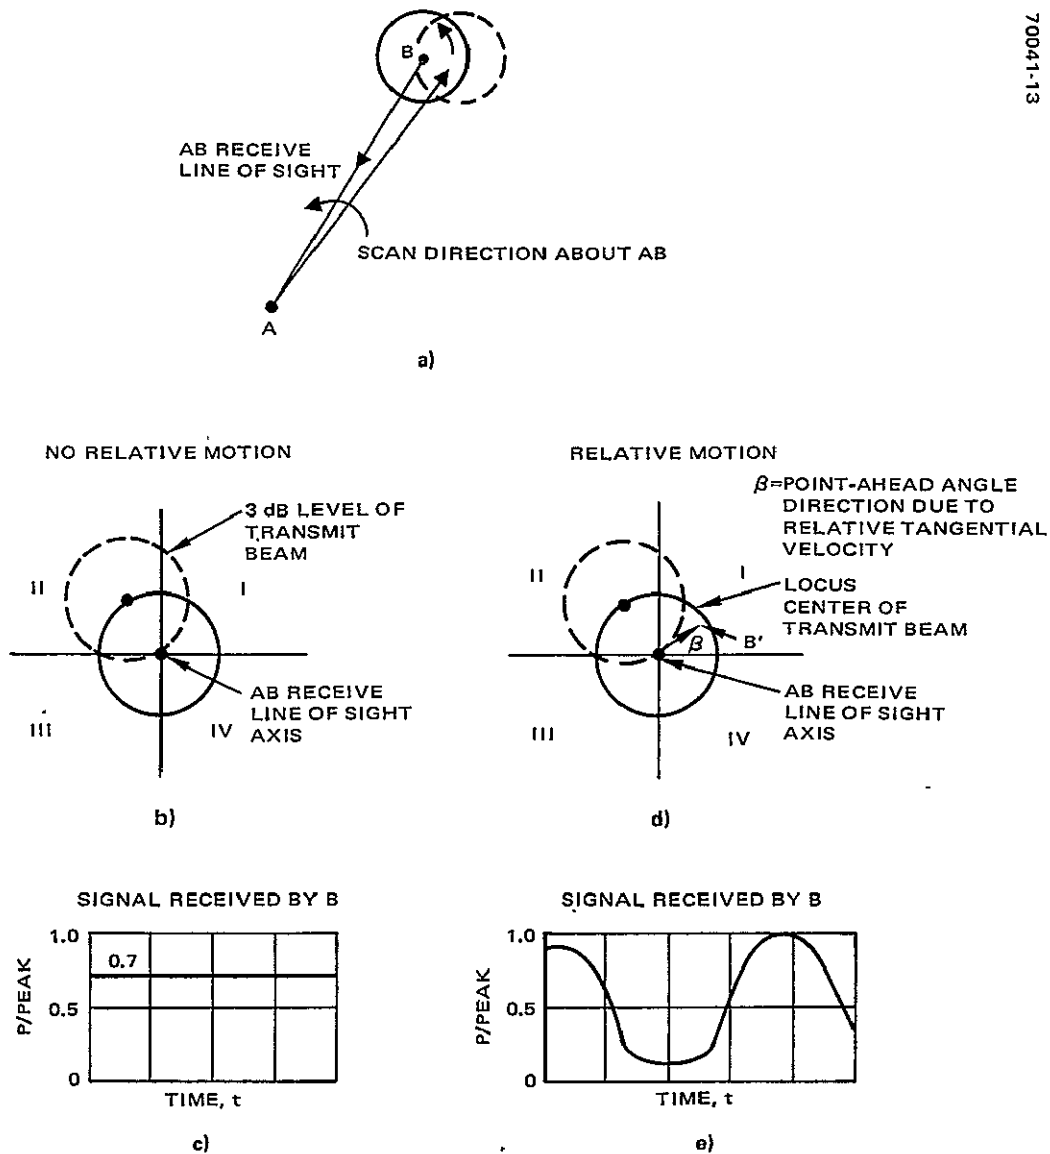 70041-13
B
AB RECEIVE
LINE OF SIGHT
SCAN DIRECTION ABOUT AB
A
a)
NO RELATIVE MOTION
3 dB LEVEL OF
TRANSMIT
BEAM
II
I
AB RECEIVE
LINE OF SIGHT
AXIS
III
IV
b)
RELATIVE MOTION
β=POINT-AHEAD ANGLE
DIRECTION DUE TO
RELATIVE TANGENTIAL
VELOCITY
II
I
LOCUS
CENTER OF
TRANSMIT BEAM
β
B'
AB RECEIVE
LINE OF SIGHT
AXIS
III
IV
d)
SIGNAL RECEIVED BY B
1.0
0.7
0.5
0
P/PEAK
TIME, t
c)
SIGNAL RECEIVED BY B
1.0
0.5
0
P/PEAK
TIME, t
e)